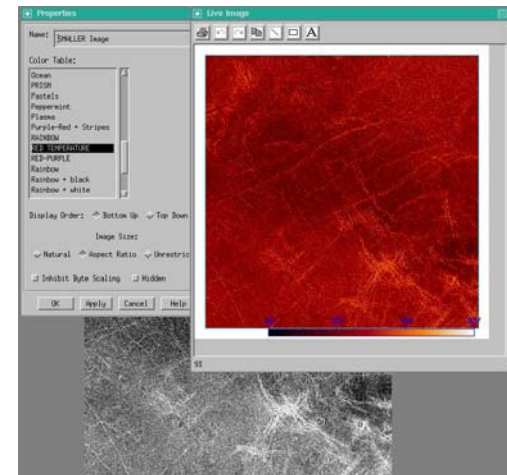 Properties
Name: SMALLER Image
Color Table:
Ocean
PRISM
Pastels
Peppermint
Plasma
Purple-Red + Stripes
RAINBOW
RED TEMPERATURE
RED-PURPLE
Rainbow
Rainbow + black
Rainbow + white
Display Order: Bottom Up Top Down
Image Size:
Natural Aspect Ratio Unrestric
Inhibit Byte Scaling Hidden
OK Apply Cancel Help
Live Image
A